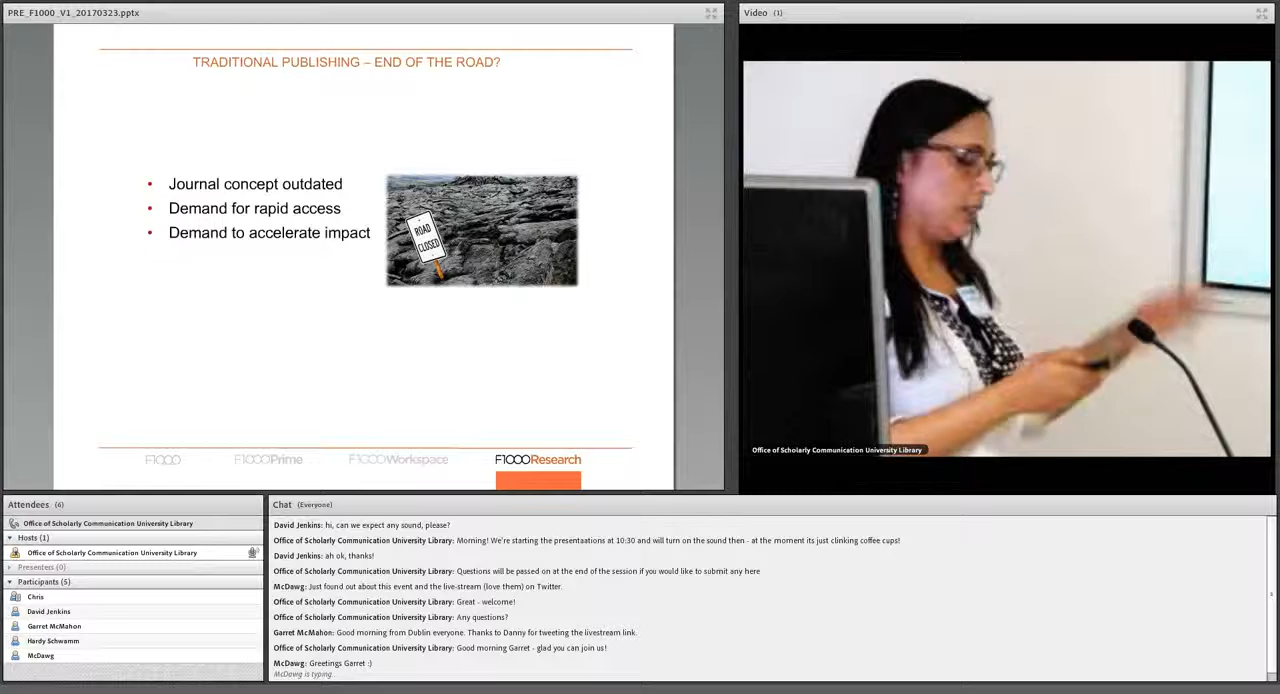 PRE_F1000 _V1_20170323.pptx
TRADITIONAL PUBLISHING – END OF THE ROAD?
• Journal concept outdated
• Demand for rapid access
• Demand to accelerate impact
ROAD
CLOSED
F1000
F1000Prime
F1000Workspace
F1000Research
Video (1)
Office of Scholarly Communication University Library
Attendees (6)
Office of Scholarly Communication University Library
Hosts (1)
Office of Scholarly Communication University Library
Presenters (0)
Participants (5)
Chris
David Jenkins
Garret McMahon
Hardy Schwamm
McDawg
Chat (Everyone)
David Jenkins: hi, can we expect any sound, please?
Office of Scholarly Communication University Library: Morning! We're starting the presentaations at 10:30 and will turn on the sound then - at the moment its just clinking coffee cups!
David Jenkins: ah ok, thanks!
Office of Scholarly Communication University Library: Questions will be passed on at the end of the session if you would like to submit any here
McDawg: Just found out about this event and the live-stream (love them) on Twitter.
Office of Scholarly Communication University Library: Great - welcome!
Office of Scholarly Communication University Library: Any questions?
Garret McMahon: Good morning from Dublin everyone. Thanks to Danny for tweeting the livestream link.
Office of Scholarly Communication University Library: Good morning Garret - glad you can join us!
McDawg: Greetings Garret :)
McDawg is typing..